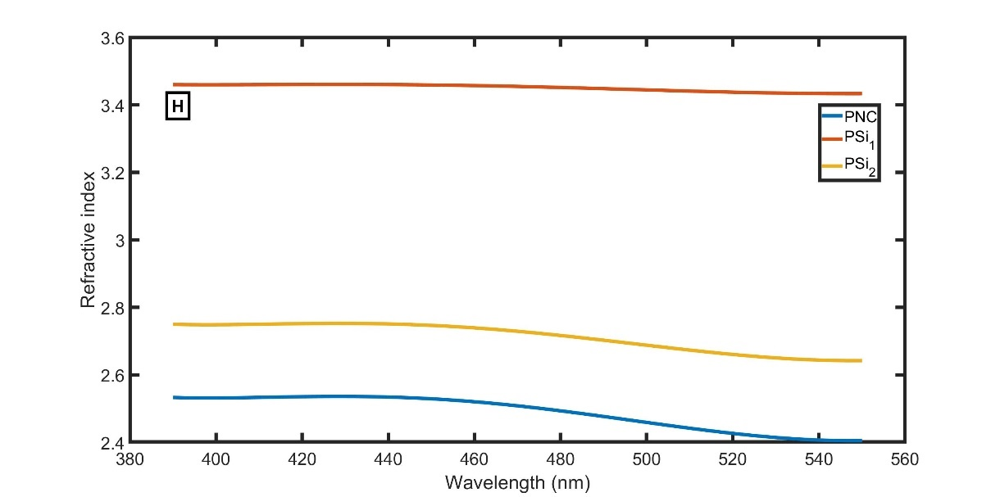 3.6
3.4
3.2
3
2.8
2.6
2.4
Refractive index
H
PNC
PSi1
PSi2
380 400 420 440 460 480 500 520 540 560
Wavelength (nm)